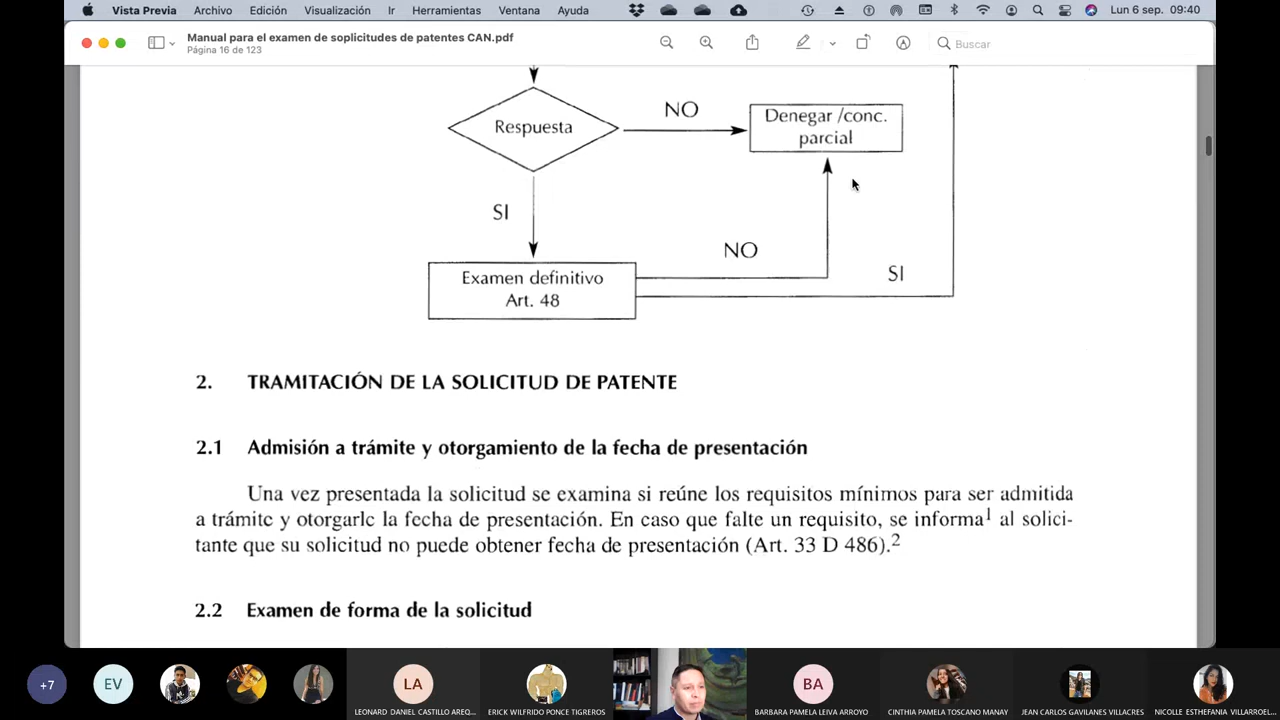 Vista Previa Archivo Edición Visualización Ir Herramientas Ventana Ayuda Lun 6 sep. 09:40
Manual para el examen de soplicitudes de patentes CAN.pdf
Página 16 de 123
Buscar
Respuesta
NO
Denegar /conc.
parcial
SI
NO
SI
Examen definitivo
Art. 48
2. TRAMITACIÓN DE LA SOLICITUD DE PATENTE
2.1 Admisión a trámite y otorgamiento de la fecha de presentación
Una vez presentada la solicitud se examina si reúne los requisitos mínimos para ser admitida
a trámite y otorgarle la fecha de presentación. En caso que falte un requisito, se informa1 al solici-
tante que su solicitud no puede obtener fecha de presentación (Art. 33 D 486).2
2.2 Examen de forma de la solicitud
+7
EV
LA
BA
LEONARD DANIEL CASTILLO AREQ...
ERICK WILFRIDO PONCE TIGREROS
BARBARA PAMELA LEIVA ARROYO
CINTHIA PAMELA TOSCANO MANAY
JEAN CARLOS GAVILANES VILLACRES
NICOLLE ESTHEFANIA VILLARROEL...